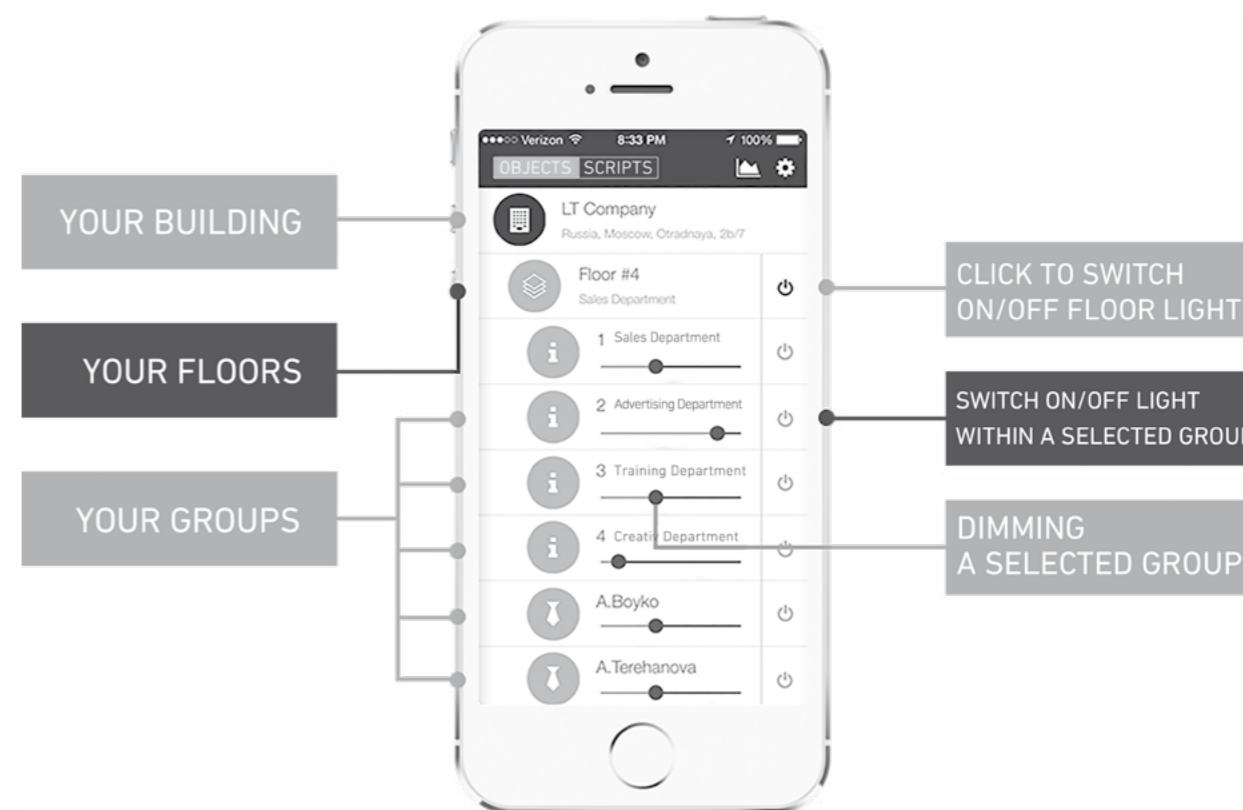 Verizon 8:33 PM 100%
OBJECTS SCRIPTS
LT Company
Russia, Moscow, Otradnaya, 2b/7
Floor #4
Sales Department
1 Sales Department
2 Advertising Department
3 Training Department
4 Creativ Department
A.Boyko
A.Terehanova
YOUR BUILDING
YOUR FLOORS
YOUR GROUPS
CLICK TO SWITCH
ON/OFF FLOOR LIGHT
SWITCH ON/OFF LIGHT
WITHIN A SELECTED GROUP
DIMMING
A SELECTED GROUP